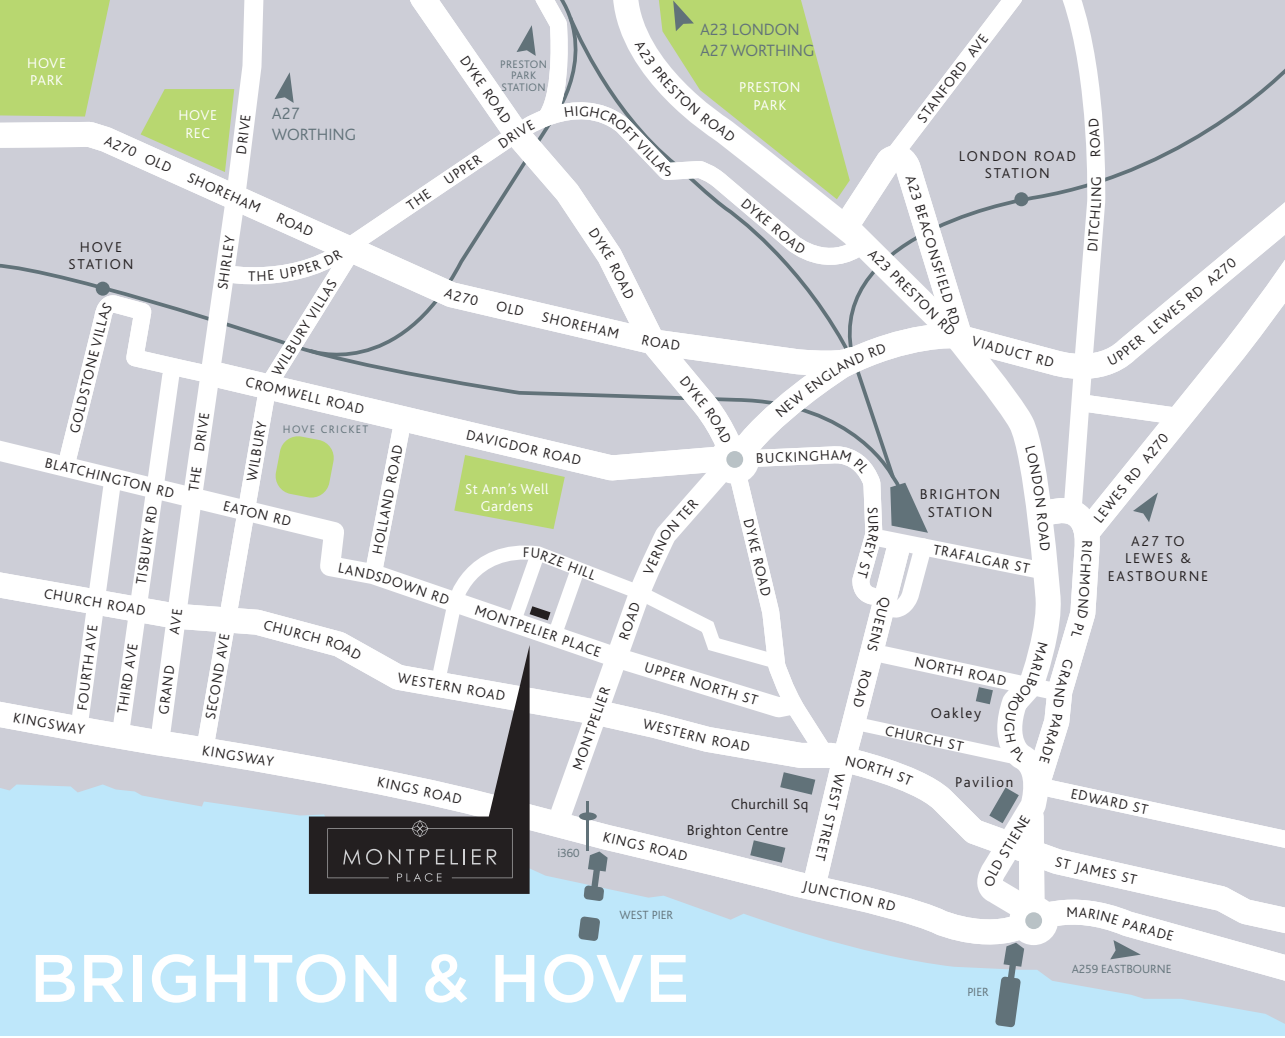 HOVE
PARK
HOVE
REC
A27
WORTHING
PRESTON
PARK
STATION
A23 LONDON
A27 WORTHING
PRESTON
PARK
DYKE ROAD
A23 PRESTON ROAD
STANFORD AVE
DRIVE
HIGHCROFT VILLAS
THE UPPER DRIVE
A270 OLD SHOREHAM ROAD
LONDON ROAD
STATION
DITCHLING ROAD
A23 BEACONSFIELD RD
DYKE ROAD
DYKE ROAD
HOVE
STATION
SHIRLEY
THE UPPER DR
A23 PRESTON RD
UPPER LEWES RD A270
A270 OLD SHOREHAM ROAD
WILBURY VILLAS
GOLDSTONE VILLAS
VIADUCT RD
NEW ENGLAND RD
CROMWELL ROAD
DYKE ROAD
THE DRIVE
WILBURY
HOVE CRICKET
DAVIGDOR ROAD
BUCKINGHAM PL
HOLLAND ROAD
LONDON ROAD
LEWES RD A270
BLATCHINGTON RD
St Ann's Well
Gardens
BRIGHTON
STATION
EATON RD
TISBURY RD
VERNON TER
DYKE ROAD
SURREY ST
TRAFALGAR ST
A27 TO
LEWES &
EASTBOURNE
FURZE HILL
RICHMOND PL
LANDSDOWN RD
CHURCH ROAD
MONTPELIER PLACE
ROAD
QUEENS ROAD
CHURCH ROAD
FOURTH AVE
THIRD AVE
GRAND AVE
SECOND AVE
UPPER NORTH ST
NORTH ROAD
MARLBOROUGH PL
GRAND PARADE
WESTERN ROAD
MONTPELIER
Oakley
KINGSWAY
WESTERN ROAD
CHURCH ST
KINGSWAY
NORTH ST
Pavilion
KINGS ROAD
Churchill Sq
WEST STREET
EDWARD ST
Brighton Centre
KINGS ROAD
OLD STIENE
i360
MONTPELIER
PLACE
ST JAMES ST
JUNCTION RD
WEST PIER
MARINE PARADE
A259 EASTBOURNE
PIER
BRIGHTON & HOVE